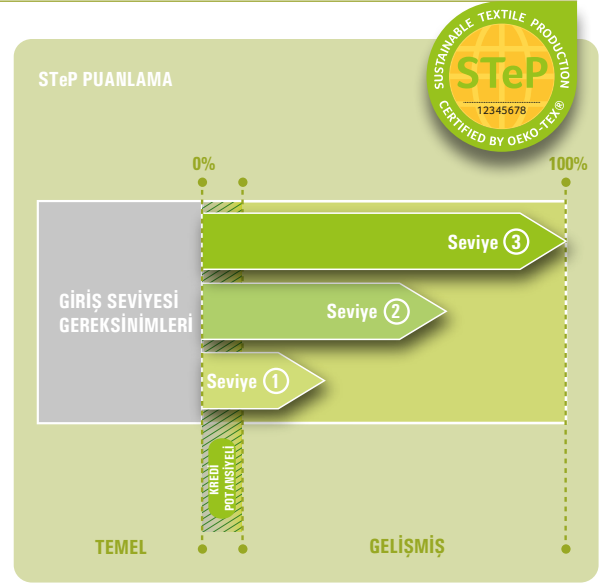 STeP PUANLAMA
SUSTAINABLE TEXTILE PRODUCTION
STeP
12345678
CERTIFIED BY OEKO-TEX®
0%
100%
GİRİŞ SEVİYESİ
GEREKSİNİMLERİ
Seviye 3
Seviye 2
Seviye 1
KREDİ
POTANSİYELİ
TEMEL
GELİŞMİŞ